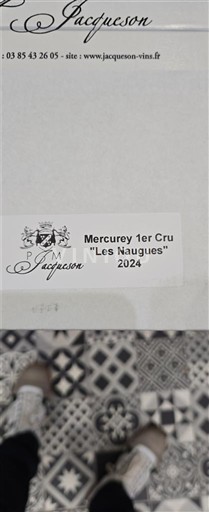 Jacqueson
: 03 85 43 26 05 - site : www.jacqueson-vins.fr
Mercurey 1er Cru
"Les Naugues"
2024
P M
Jacqueson